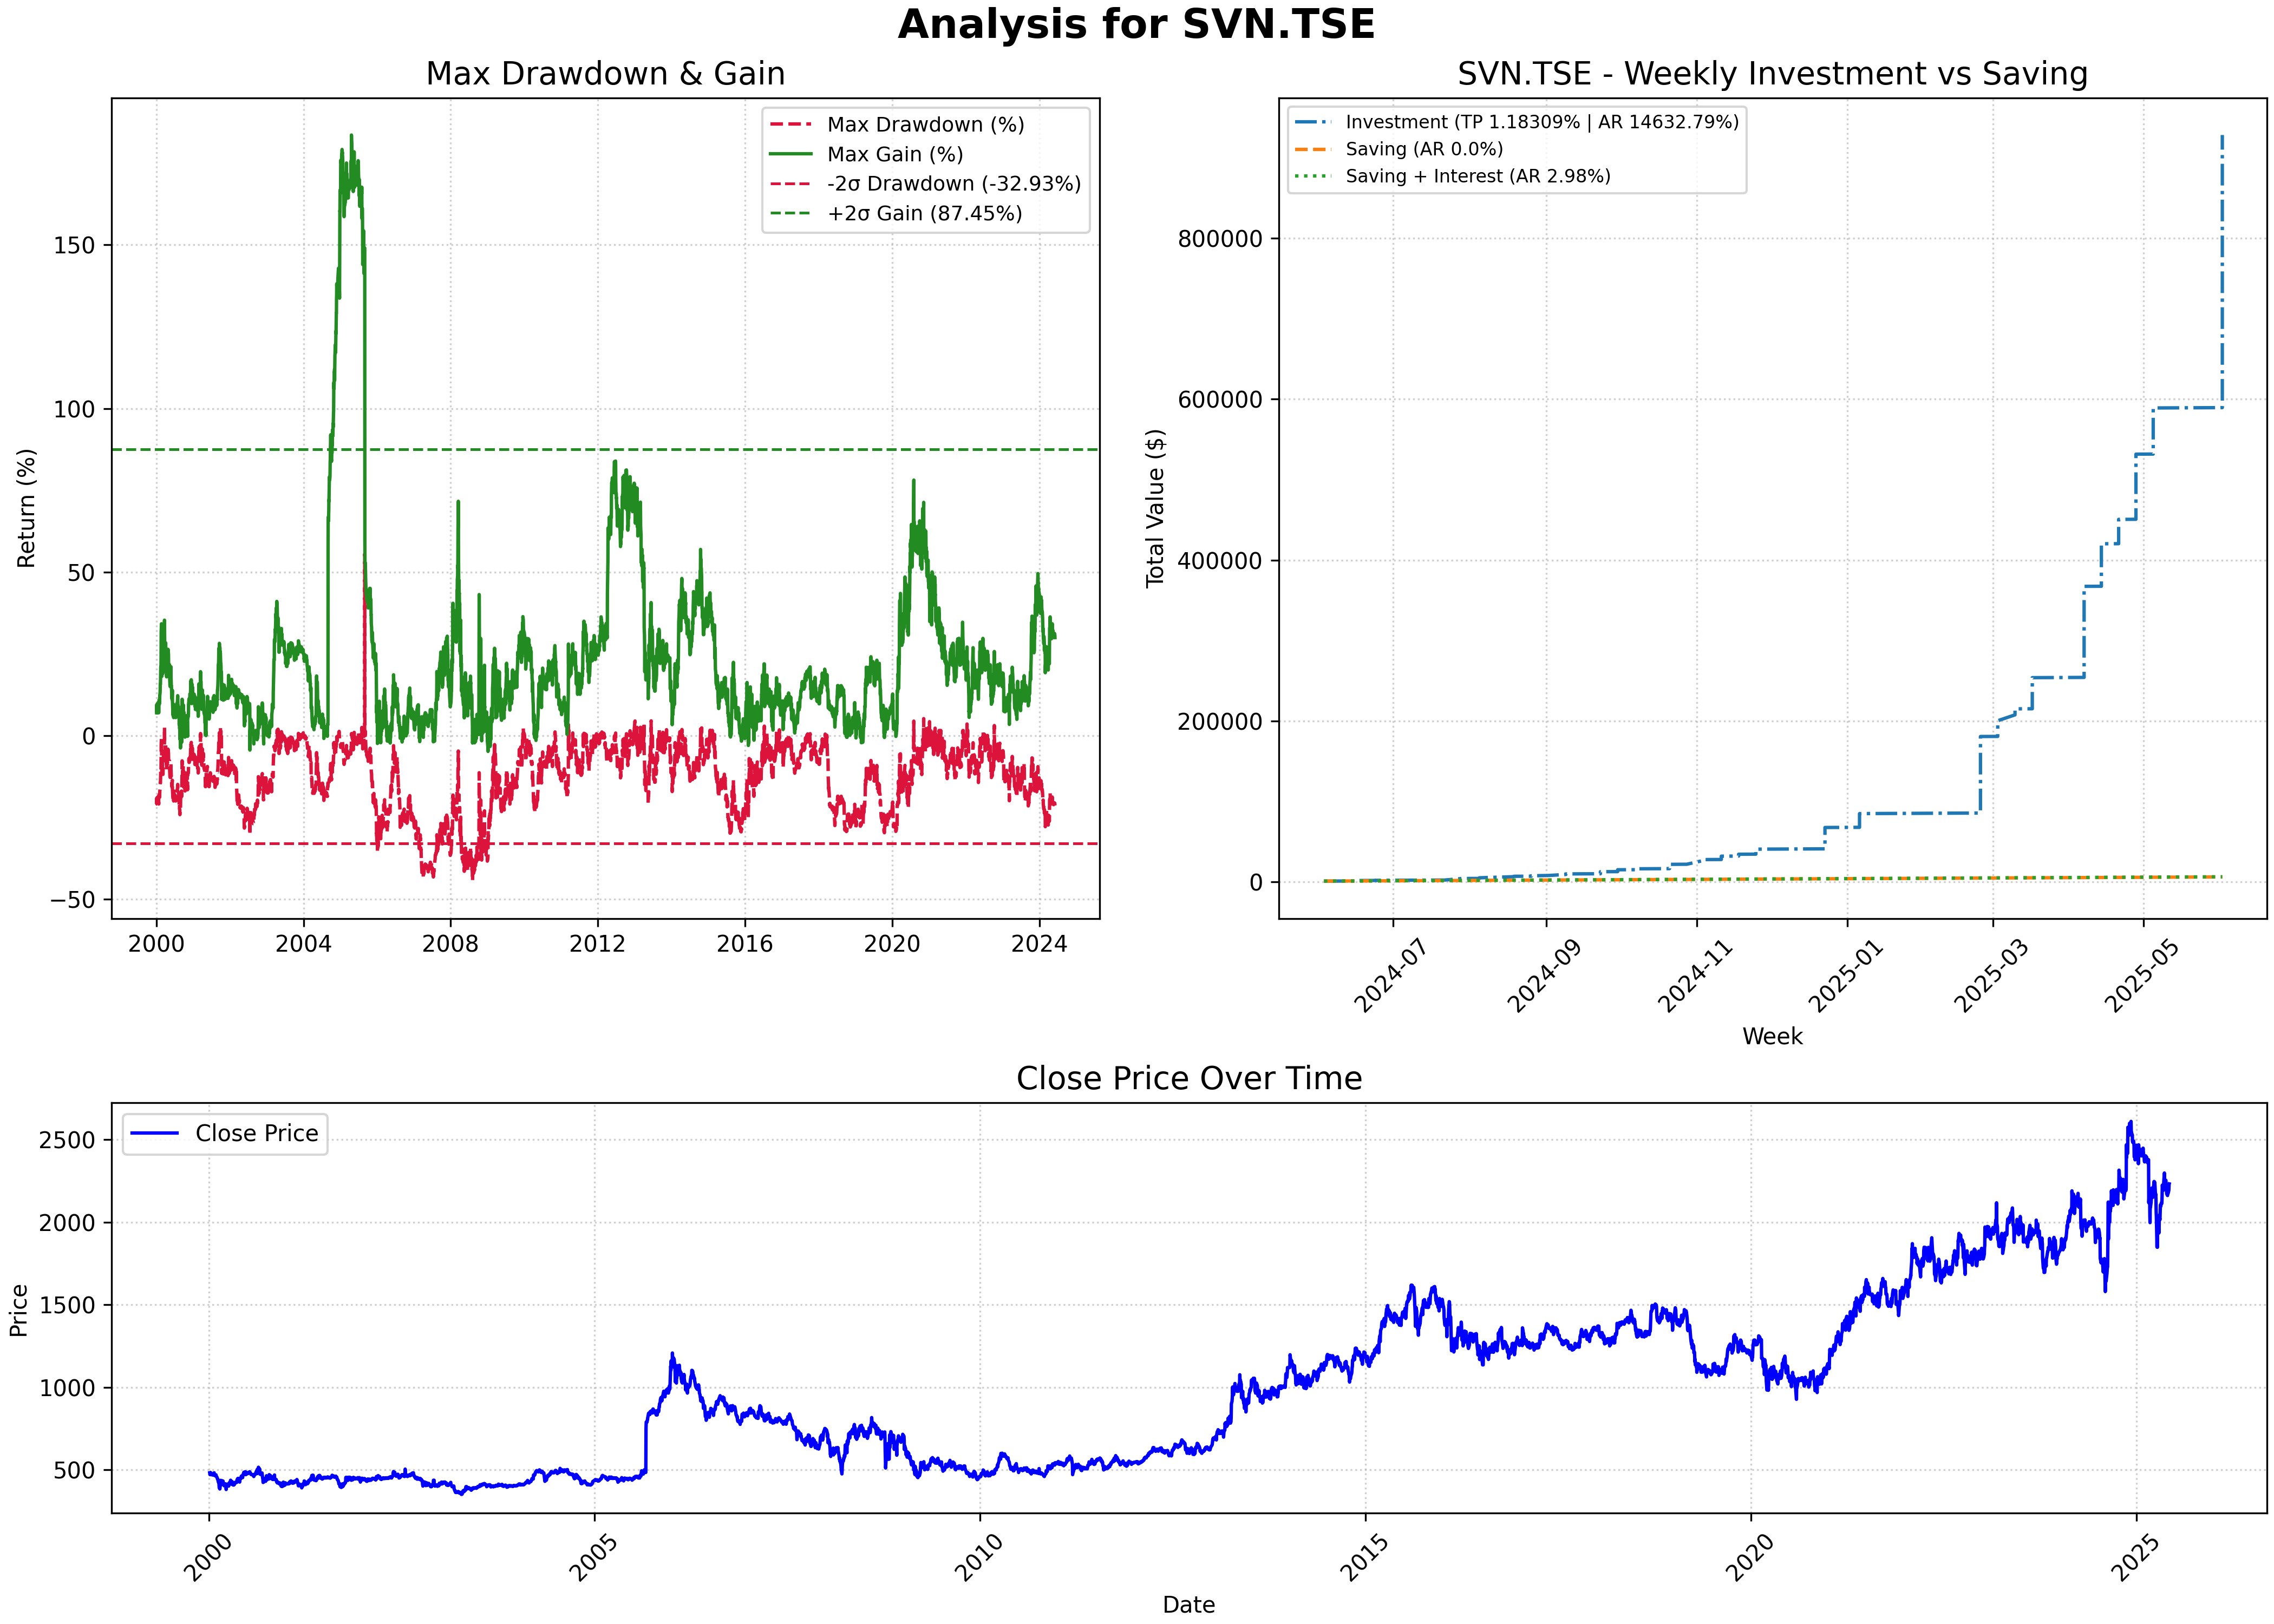 Analysis for SVN.TSE
Max Drawdown & Gain
Return (%)
150
100
50
0
−50
2000
2004
2008
2012
2016
2020
2024
Max Drawdown (%)
Max Gain (%)
-2σ Drawdown (-32.93%)
+2σ Gain (87.45%)
SVN.TSE - Weekly Investment vs Saving
Total Value ($)
800000
600000
400000
200000
0
2024-07
2024-09
2024-11
2025-01
2025-03
2025-05
Week
Investment (TP 1.18309% | AR 14632.79%)
Saving (AR 0.0%)
Saving + Interest (AR 2.98%)
Close Price Over Time
Price
2500
2000
1500
1000
500
2000
2005
2010
2015
2020
2025
Date
Close Price